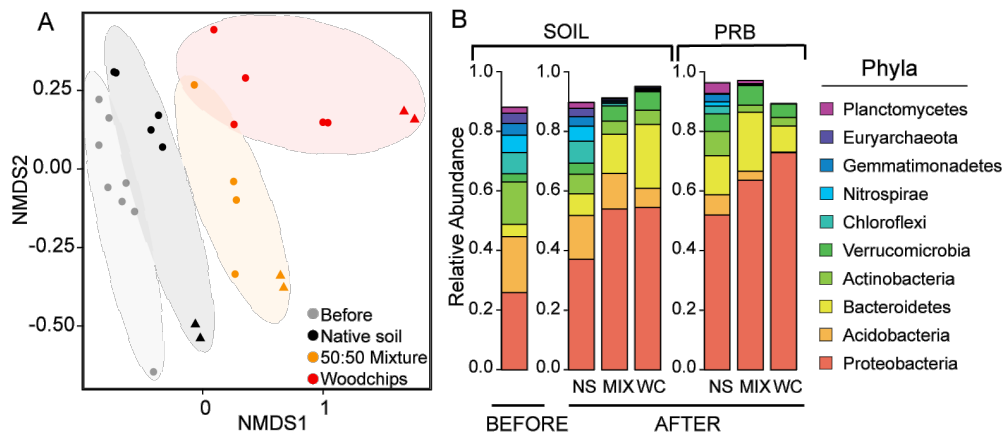 A
NMDS2
0.25
0.00
-0.25
-0.50
0
1
NMDS1
Before
Native soil
50:50 Mixture
Woodchips
B
SOIL
PRB
Relative Abundance
1.0
0.8
0.6
0.4
0.2
0.0
1.0
0.8
0.6
0.4
0.2
0.0
1.0
0.8
0.6
0.4
0.2
0.0
NS MIX WC
NS MIX WC
BEFORE
AFTER
Phyla
Planctomycetes
Euryarchaeota
Gemmatimonadetes
Nitrospirae
Chloroflexi
Verrucomicrobia
Actinobacteria
Bacteroidetes
Acidobacteria
Proteobacteria